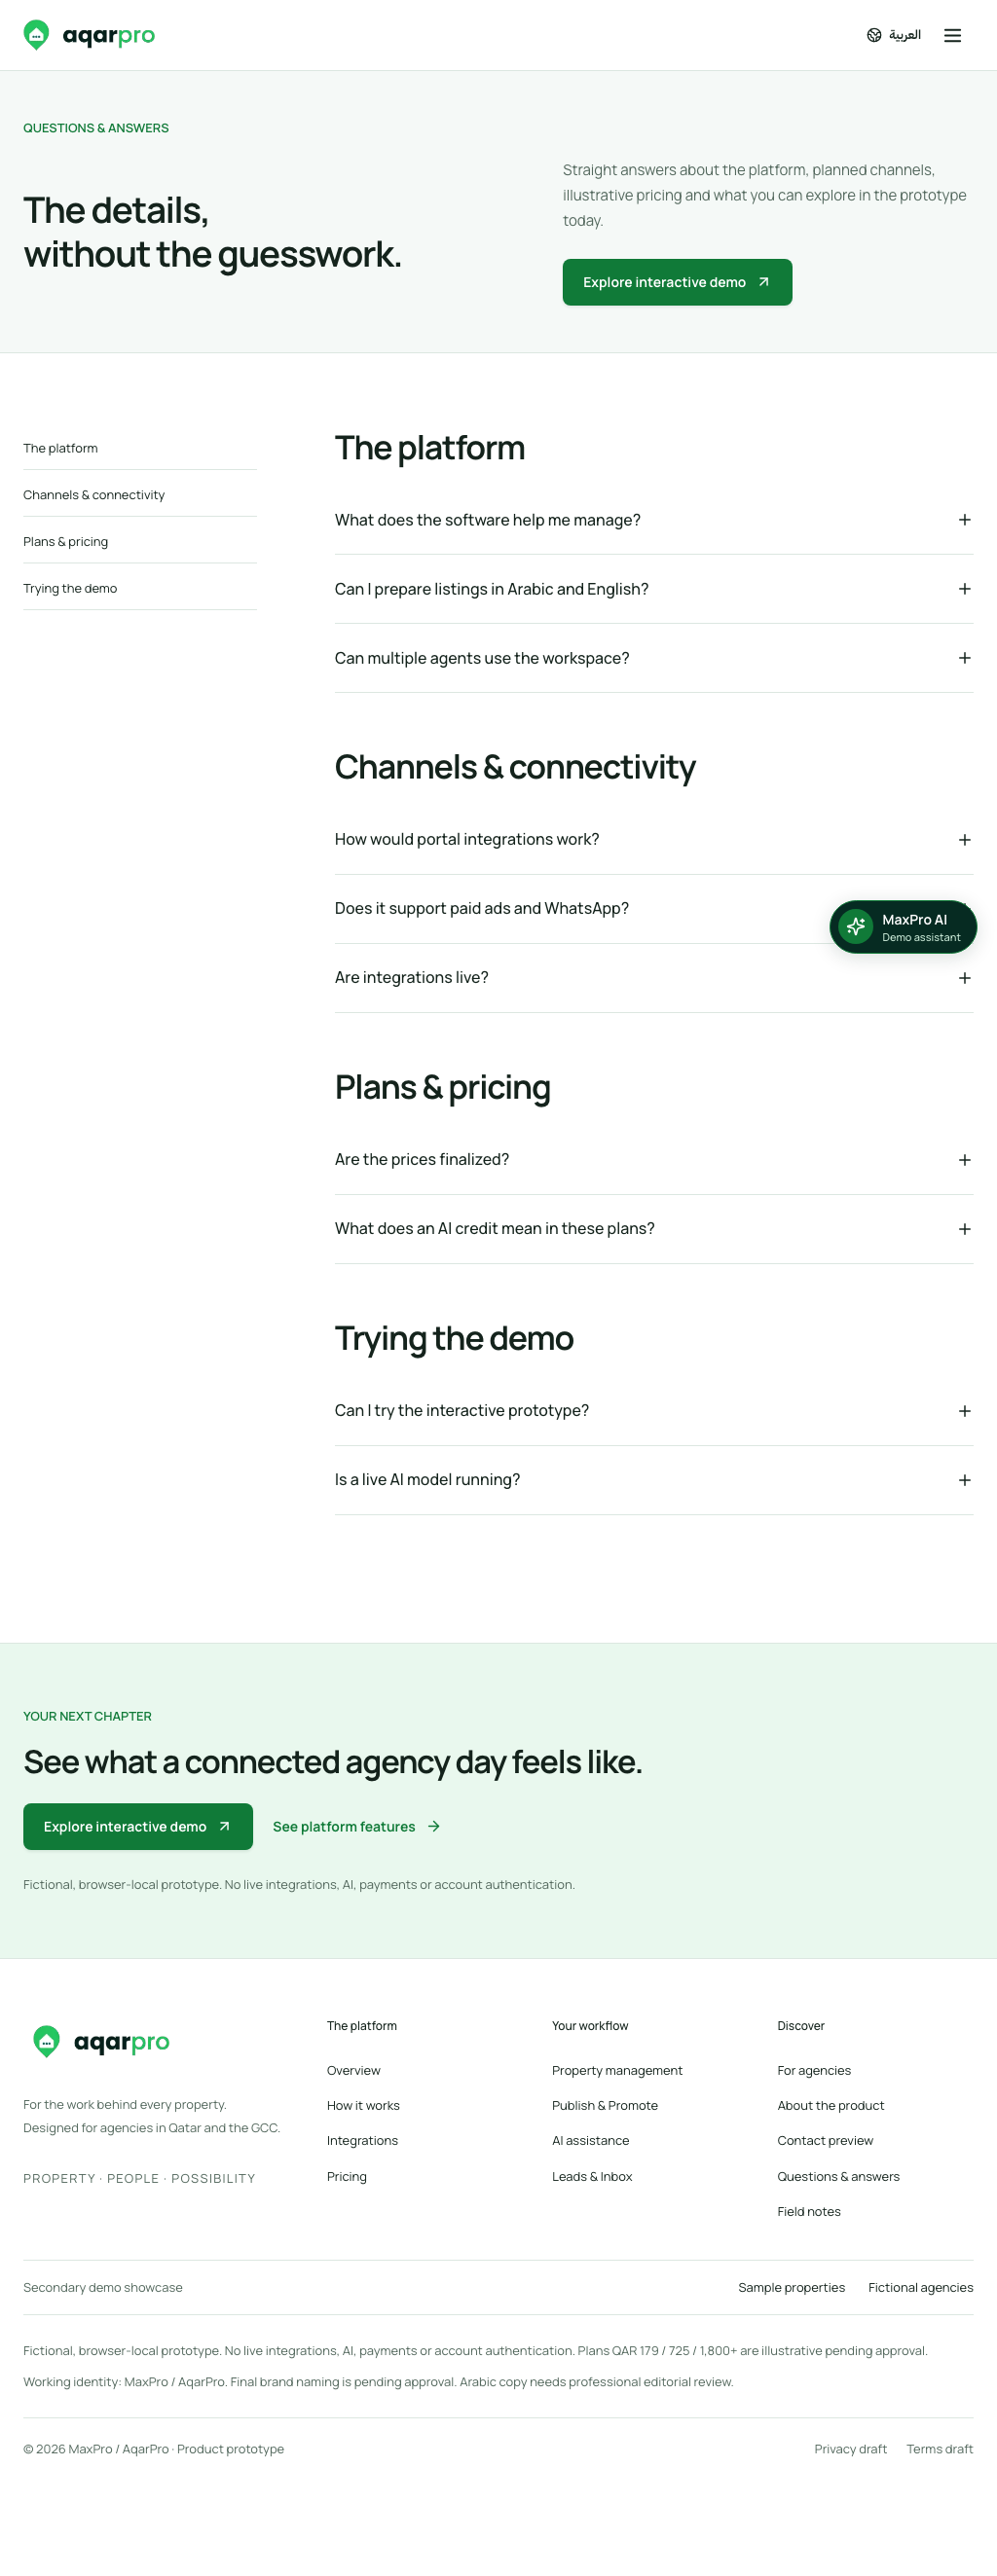 aqarpro
العربية
QUESTIONS & ANSWERS
The details,
without the guesswork.
Straight answers about the platform, planned channels,
illustrative pricing and what you can explore in the prototype
today.
Explore interactive demo
The platform
Channels & connectivity
Plans & pricing
Trying the demo
The platform
What does the software help me manage?
Can I prepare listings in Arabic and English?
Can multiple agents use the workspace?
Channels & connectivity
How would portal integrations work?
Does it support paid ads and WhatsApp?
MaxPro AI
Demo assistant
Are integrations live?
Plans & pricing
Are the prices finalized?
What does an AI credit mean in these plans?
Trying the demo
Can I try the interactive prototype?
Is a live AI model running?
YOUR NEXT CHAPTER
See what a connected agency day feels like.
Explore interactive demo
See platform features
Fictional, browser-local prototype. No live integrations, AI, payments or account authentication.
aqarpro
For the work behind every property.
Designed for agencies in Qatar and the GCC.
PROPERTY · PEOPLE · POSSIBILITY
The platform
Overview
How it works
Integrations
Pricing
Your workflow
Property management
Publish & Promote
AI assistance
Leads & Inbox
Discover
For agencies
About the product
Contact preview
Questions & answers
Field notes
Secondary demo showcase
Sample properties
Fictional agencies
Fictional, browser-local prototype. No live integrations, AI, payments or account authentication. Plans QAR 179 / 725 / 1,800+ are illustrative pending approval.
Working identity: MaxPro / AqarPro. Final brand naming is pending approval. Arabic copy needs professional editorial review.
© 2026 MaxPro / AqarPro · Product prototype
Privacy draft
Terms draft